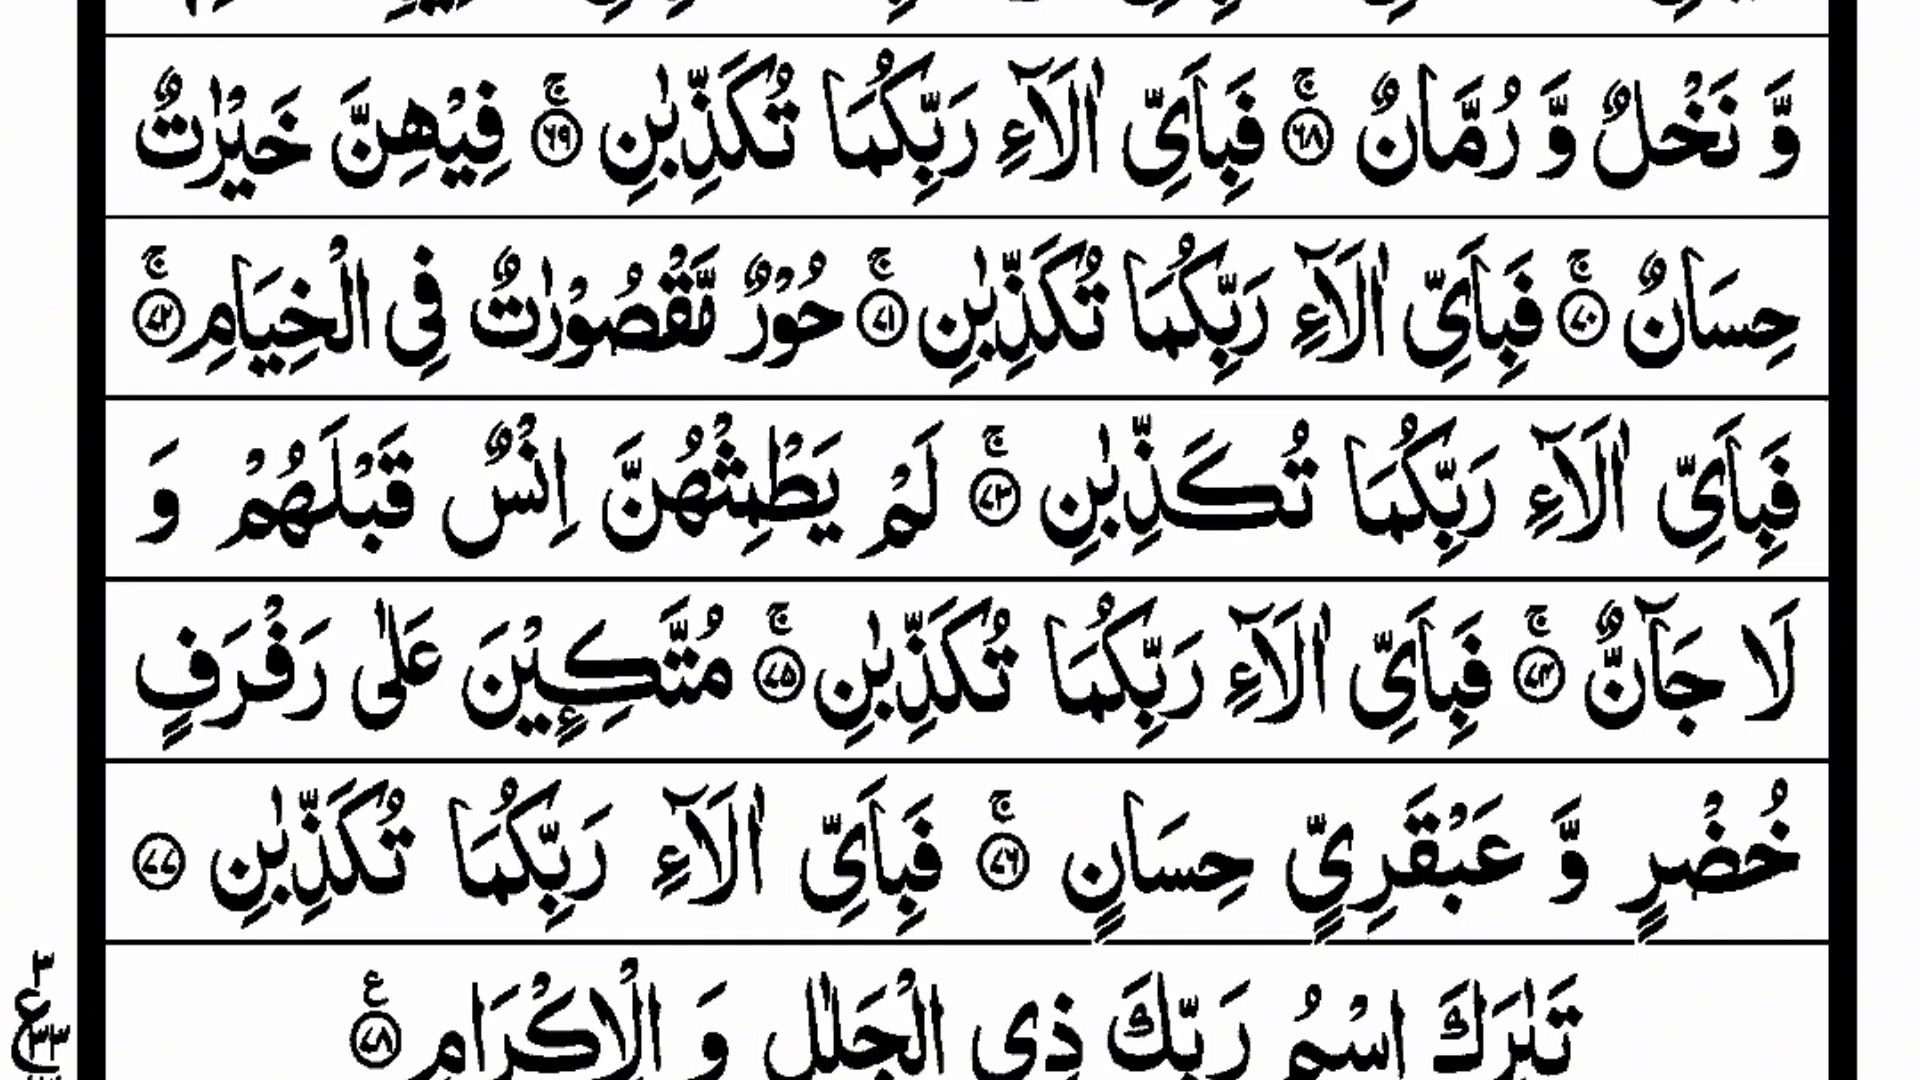 وَّ نَخْلٌ وَّ رُمَّانٌ ۚ﴿۶۸﴾ فَبِاَیِّ اٰلَآءِ رَبِّکُمَا تُکَذِّبٰنِ ۚ﴿۶۹﴾ فِیْهِنَّ خَیْرٰتٌ
حِسَانٌ ۚ﴿۷۰﴾ فَبِاَیِّ اٰلَآءِ رَبِّکُمَا تُکَذِّبٰنِ ۚ﴿۷۱﴾ حُوْرٌ مَّقْصُوْرٰتٌ فِی الْخِیَامِ ۚ﴿۷۲﴾
فَبِاَیِّ اٰلَآءِ رَبِّکُمَا تُکَذِّبٰنِ ۚ﴿۷۳﴾ لَمْ یَطْمِثْهُنَّ اِنْسٌ قَبْلَهُمْ وَ
لَا جَآنٌّ ۚ﴿۷۴﴾ فَبِاَیِّ اٰلَآءِ رَبِّکُمَا تُکَذِّبٰنِ ۚ﴿۷۵﴾ مُتَّکِـِٕیْنَ عَلٰی رَفْرَفٍ
خُضْرٍ وَّ عَبْقَرِیٍّ حِسَانٍ ۚ﴿۷۶﴾ فَبِاَیِّ اٰلَآءِ رَبِّکُمَا تُکَذِّبٰنِ ﴿۷۷﴾
تَبٰرَكَ اسْمُ رَبِّكَ ذِی الْجَلٰلِ وَ الْاِکْرَامِ ﴿۷۸﴾ ع